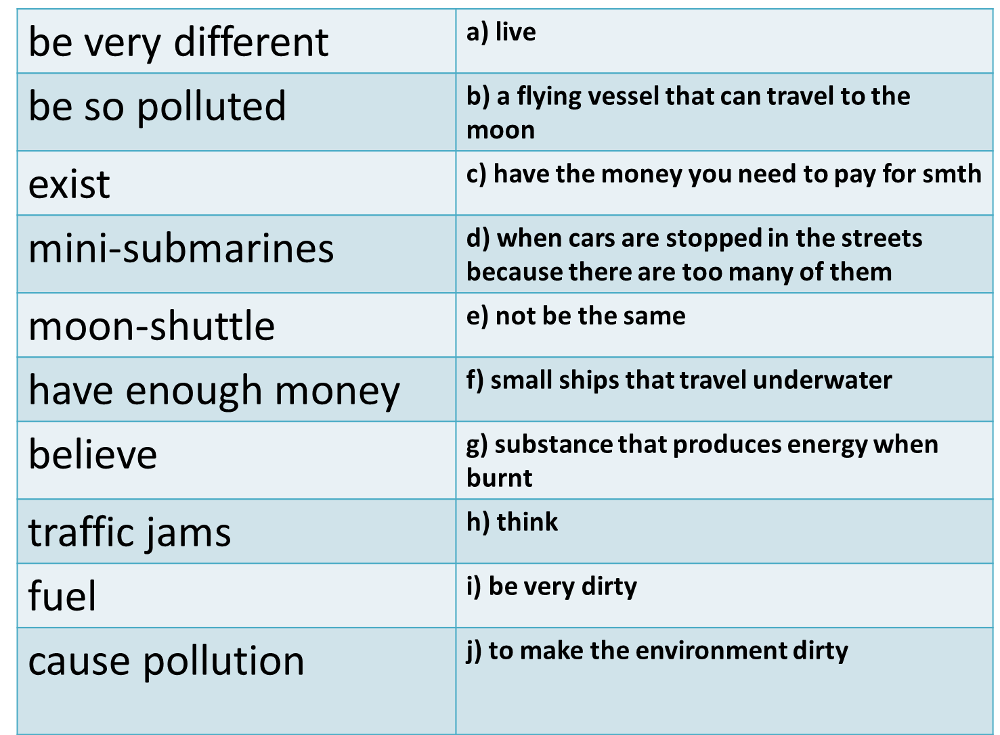 be very different
a) live
be so polluted
b) a flying vessel that can travel to the
moon
exist
c) have the money you need to pay for smth
mini-submarines
d) when cars are stopped in the streets
because there are too many of them
moon-shuttle
e) not be the same
have enough money
f) small ships that travel underwater
believe
g) substance that produces energy when
burnt
traffic jams
h) think
fuel
i) be very dirty
cause pollution
j) to make the environment dirty